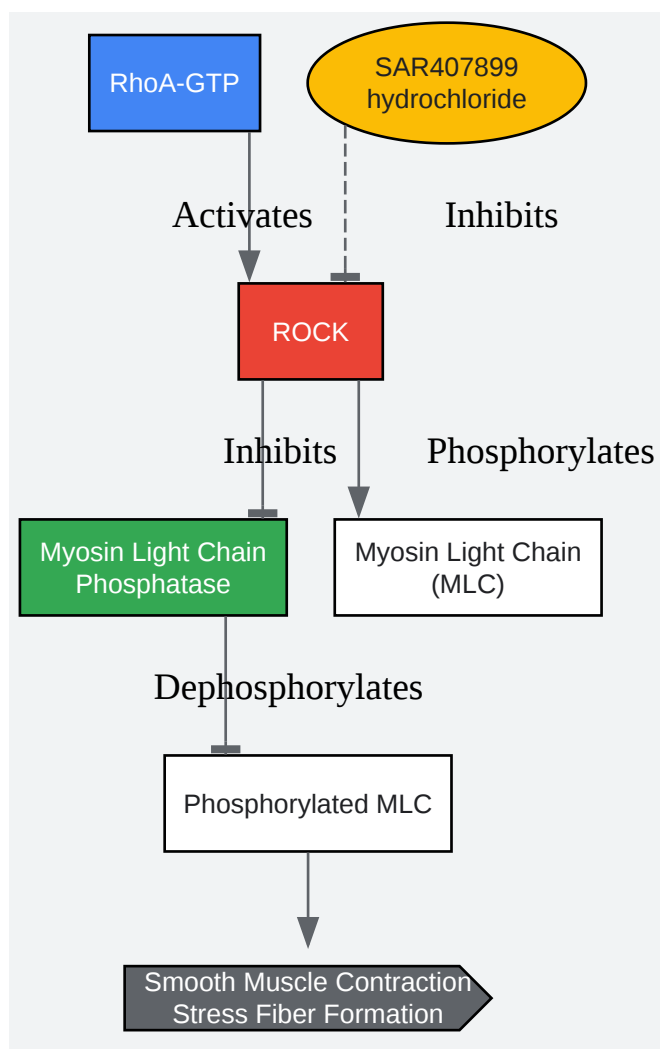 RhoA-GTP
SAR407899
hydrochloride
Activates
Inhibits
ROCK
Inhibits
Phosphorylates
Myosin Light Chain
Phosphatase
Myosin Light Chain
(MLC)
Dephosphorylates
Phosphorylated MLC
Smooth Muscle Contraction
Stress Fiber Formation